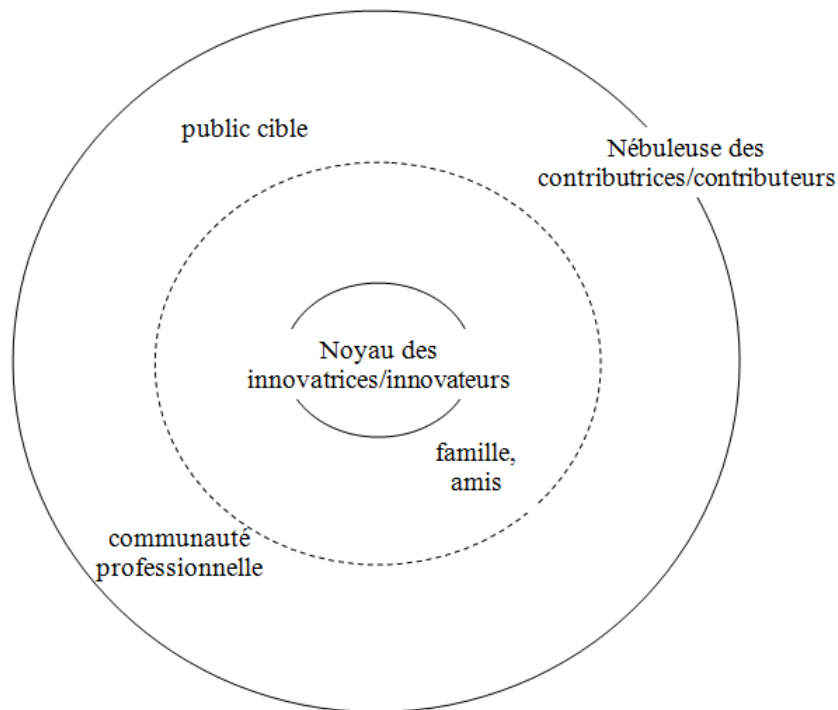 public cible
Nébuleuse des
contributrices/contributeurs
Noyau des
innovatrices/innovateurs
famille,
amis
communauté
professionnelle